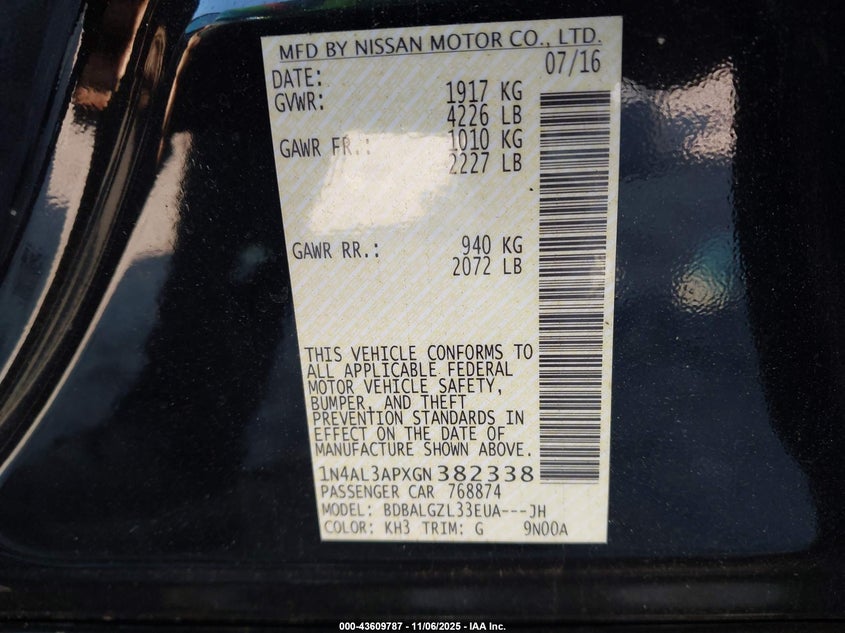 MFD BY NISSAN MOTOR CO., LTD.
DATE: 07/16
GVWR: 1917 KG
4226 LB
GAWR FR.: 1010 KG
2227 LB
GAWR RR.: 940 KG
2072 LB
THIS VEHICLE CONFORMS TO
ALL APPLICABLE FEDERAL
MOTOR VEHICLE SAFETY,
BUMPER, AND THEFT
PREVENTION STANDARDS IN
EFFECT ON THE DATE OF
MANUFACTURE SHOWN ABOVE.
1N4AL3APXGN382338
PASSENGER CAR 768874
MODEL: BDBALGZL33EUA---JH
COLOR: KH3 TRIM: G 9N00A
000-43609787 - 11/06/2025 - IAA Inc.